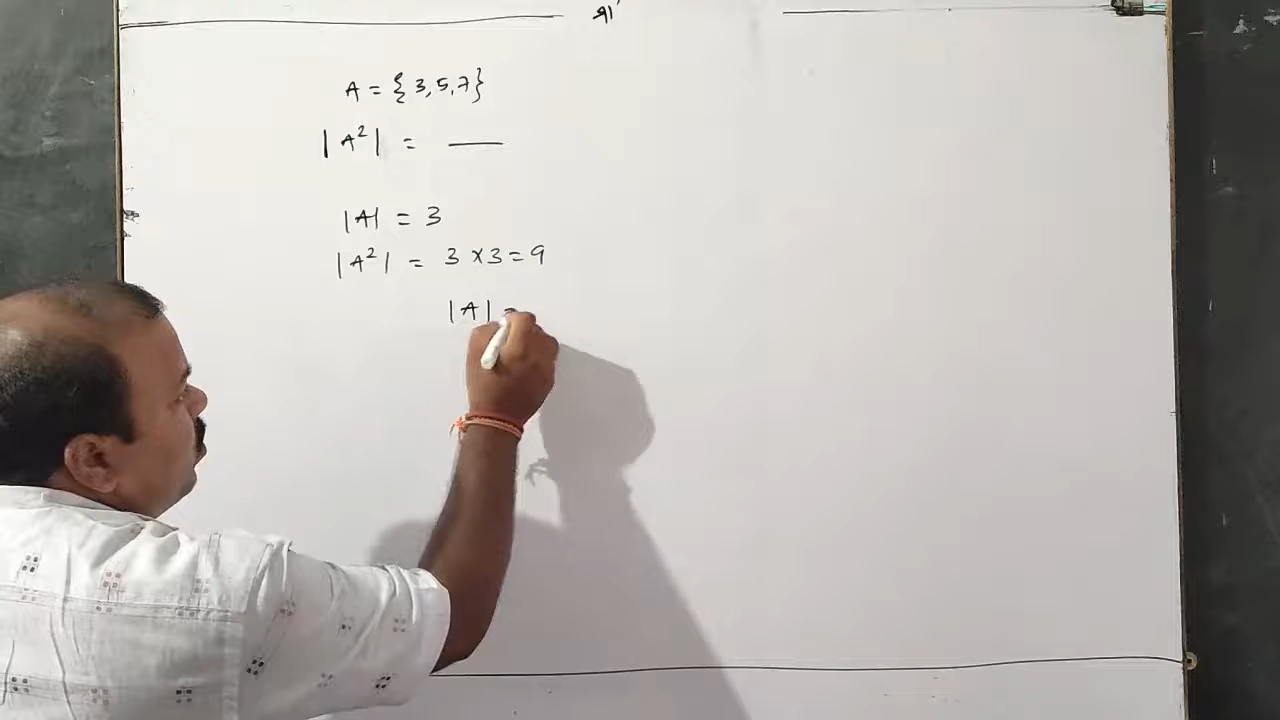 श्री
A = {3,5,7}
|A²| = ___
|A| = 3
|A²| = 3 × 3 = 9
|A| =